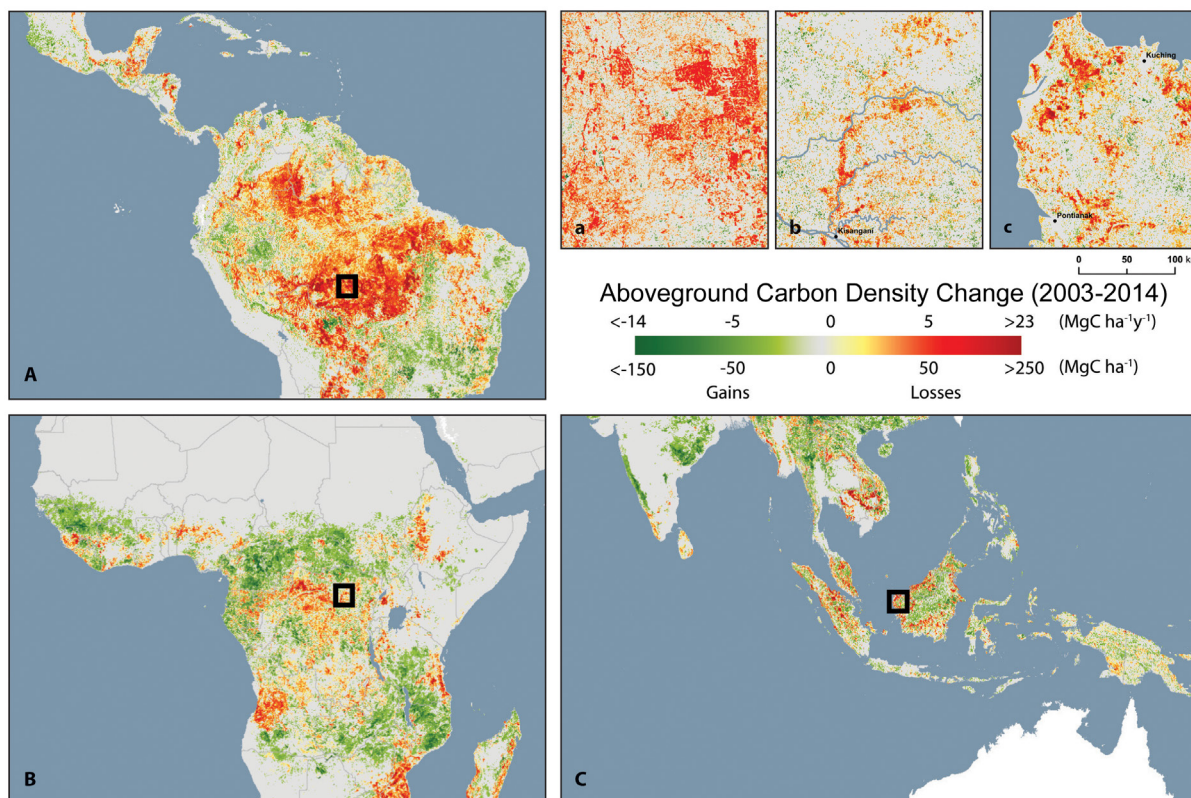 A
a
b
Kisangani
c
Kuching
Pontianak
0 50 100 k
Aboveground Carbon Density Change (2003-2014)
<-14 -5 0 5 >23 (MgC ha⁻¹y⁻¹)
<-150 -50 0 50 >250 (MgC ha⁻¹)
Gains Losses
B
C